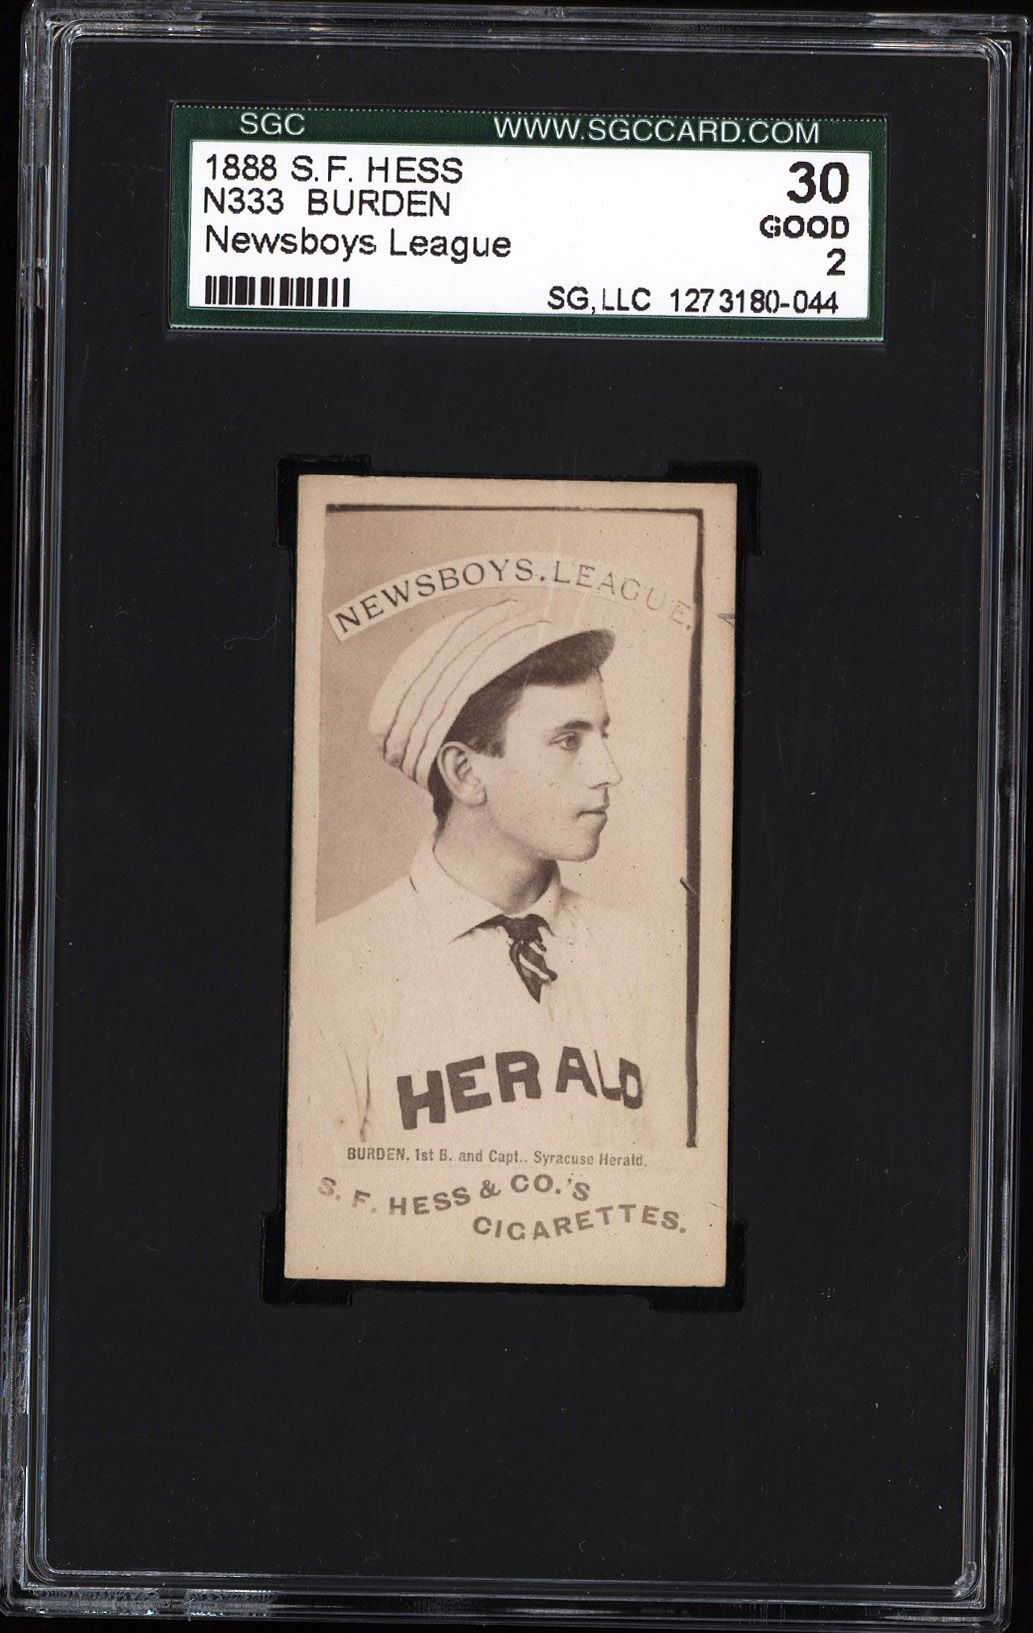 SGC WWW.SGCCARD.COM
1888 S.F. HESS 30
N333 BURDEN GOOD
Newsboys League 2
SG,LLC 1273180-044
NEWSBOYS.LEAGUE.
HERALD
BURDEN, 1st B. and Capt.. Syracuse Herald.
S. F. HESS & CO.'S
CIGARETTES.